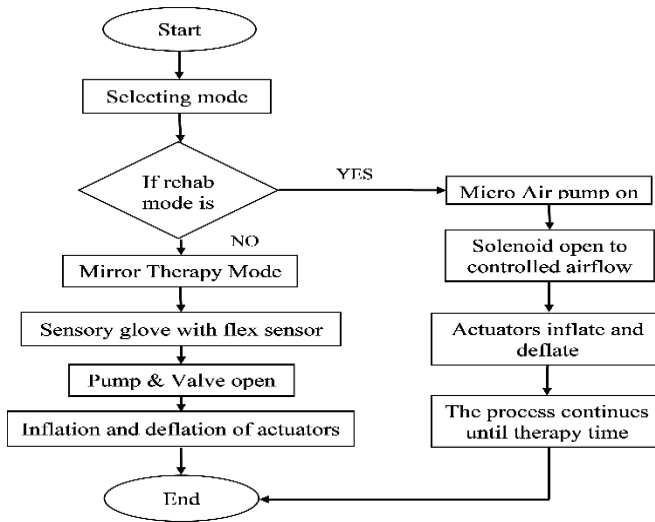 Start
Selecting mode
If rehab
mode is
YES
NO
Micro Air pump on
Solenoid open to
controlled airflow
Mirror Therapy Mode
Sensory glove with flex sensor
Actuators inflate and
deflate
Pump & Valve open
Inflation and deflation of actuators
The process continues
until therapy time
End